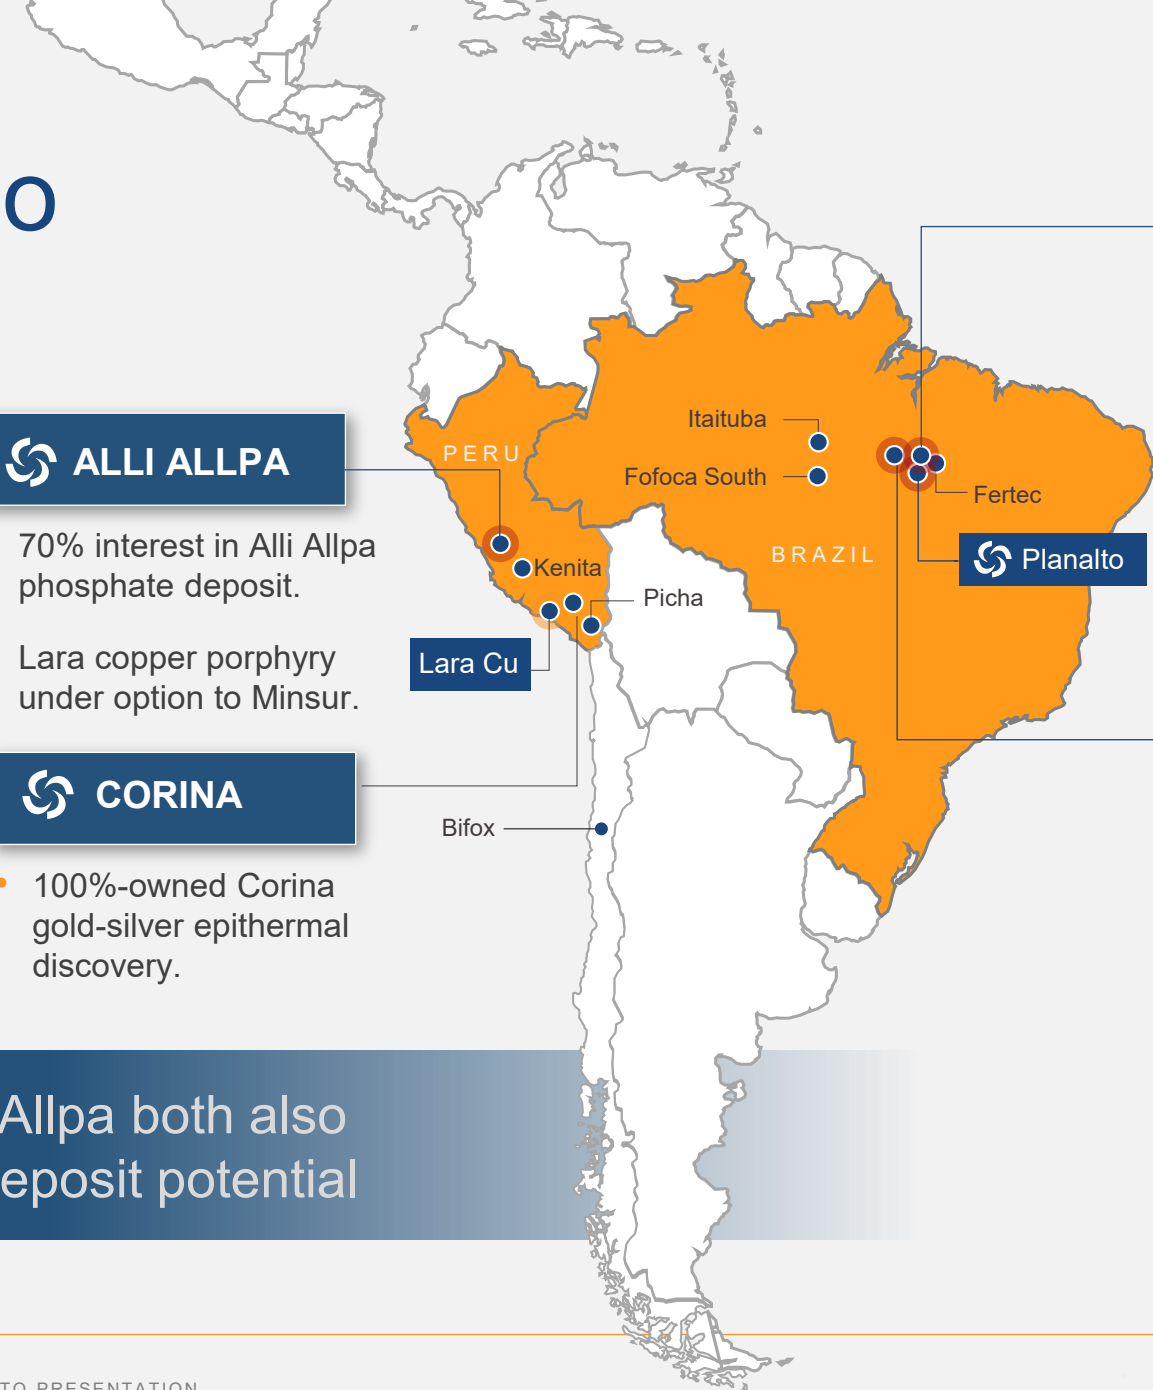 o
ALLI ALLPA
70% interest in Alli Allpa
phosphate deposit.
Lara copper porphyry
under option to Minsur.
CORINA
• 100%-owned Corina
gold-silver epithermal
discovery.
Allpa both also
eposit potential
TO PRESENTATION
PERU
Kenita
Picha
Lara Cu
Bifox
Itaituba
Fofoca South
BRAZIL
Fertec
Planalto